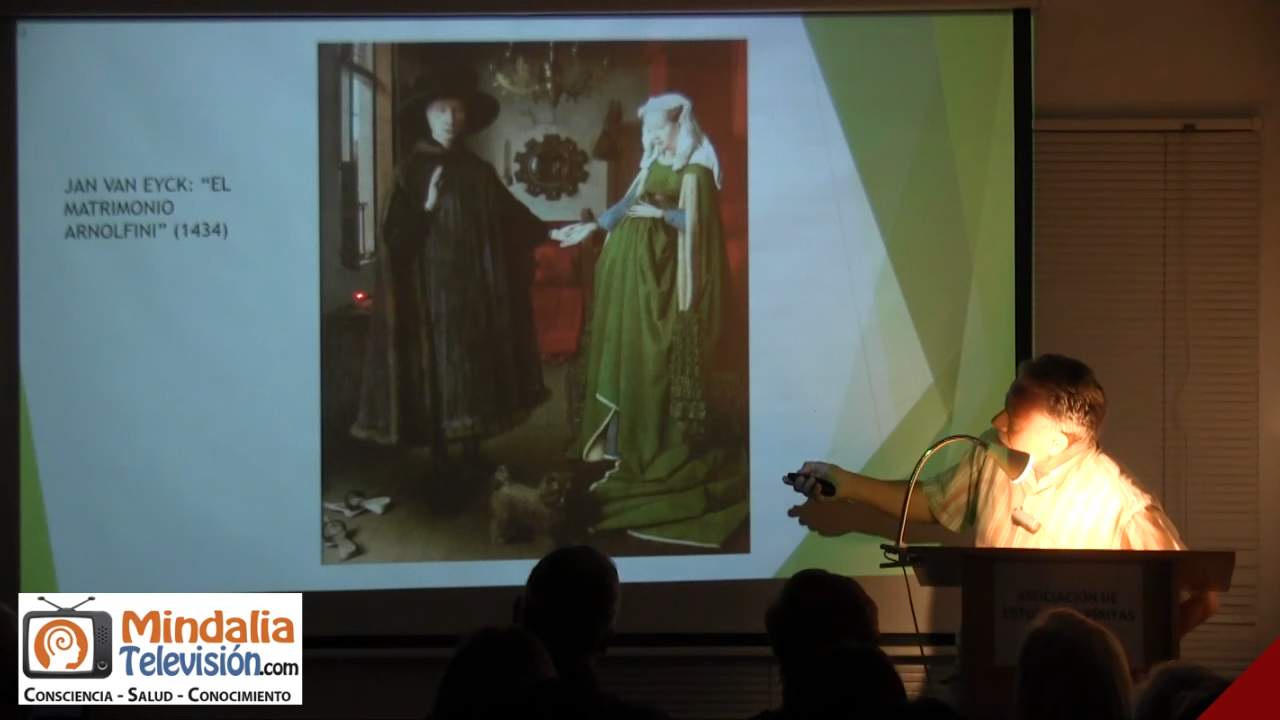 JAN VAN EYCK: “EL
MATRIMONIO
ARNOLFINI” (1434)
ASOCIACIÓN DE
Mindalia
Televisión.com
CONSCIENCIA - SALUD - CONOCIMIENTO